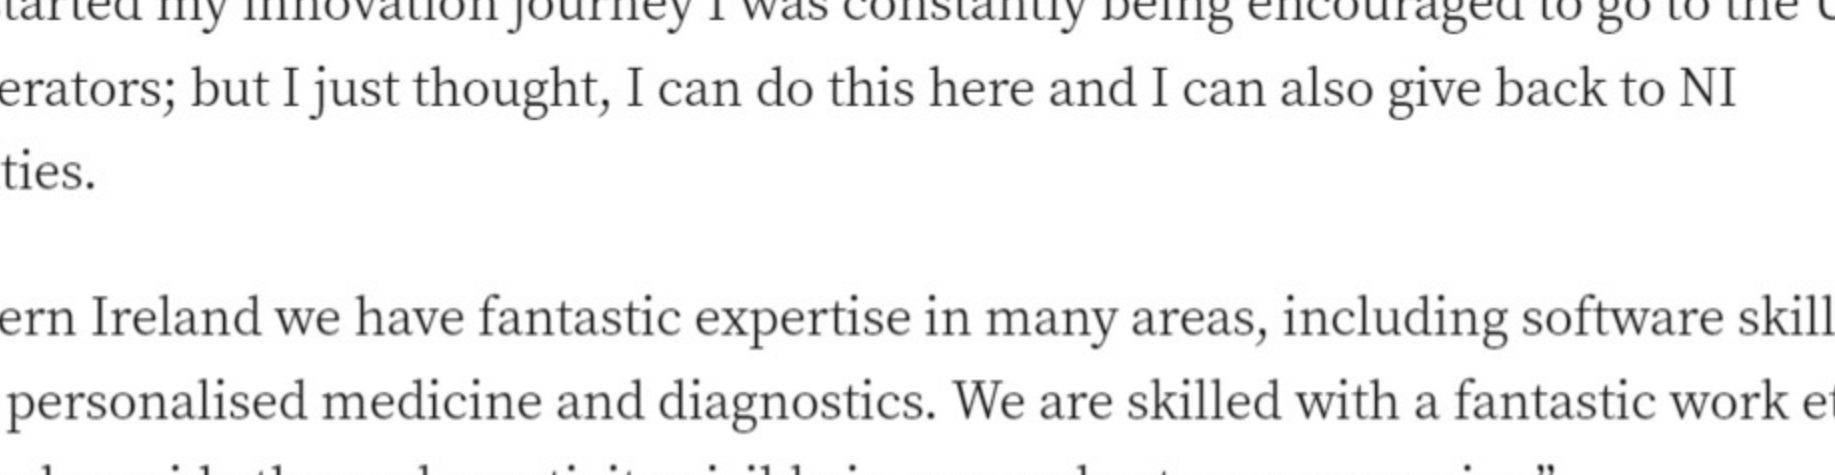 started my innovation journey I was constantly being encouraged to go to the
erators; but I just thought, I can do this here and I can also give back to NI
ties.
ern Ireland we have fantastic expertise in many areas, including software skill
personalised medicine and diagnostics. We are skilled with a fantastic work et